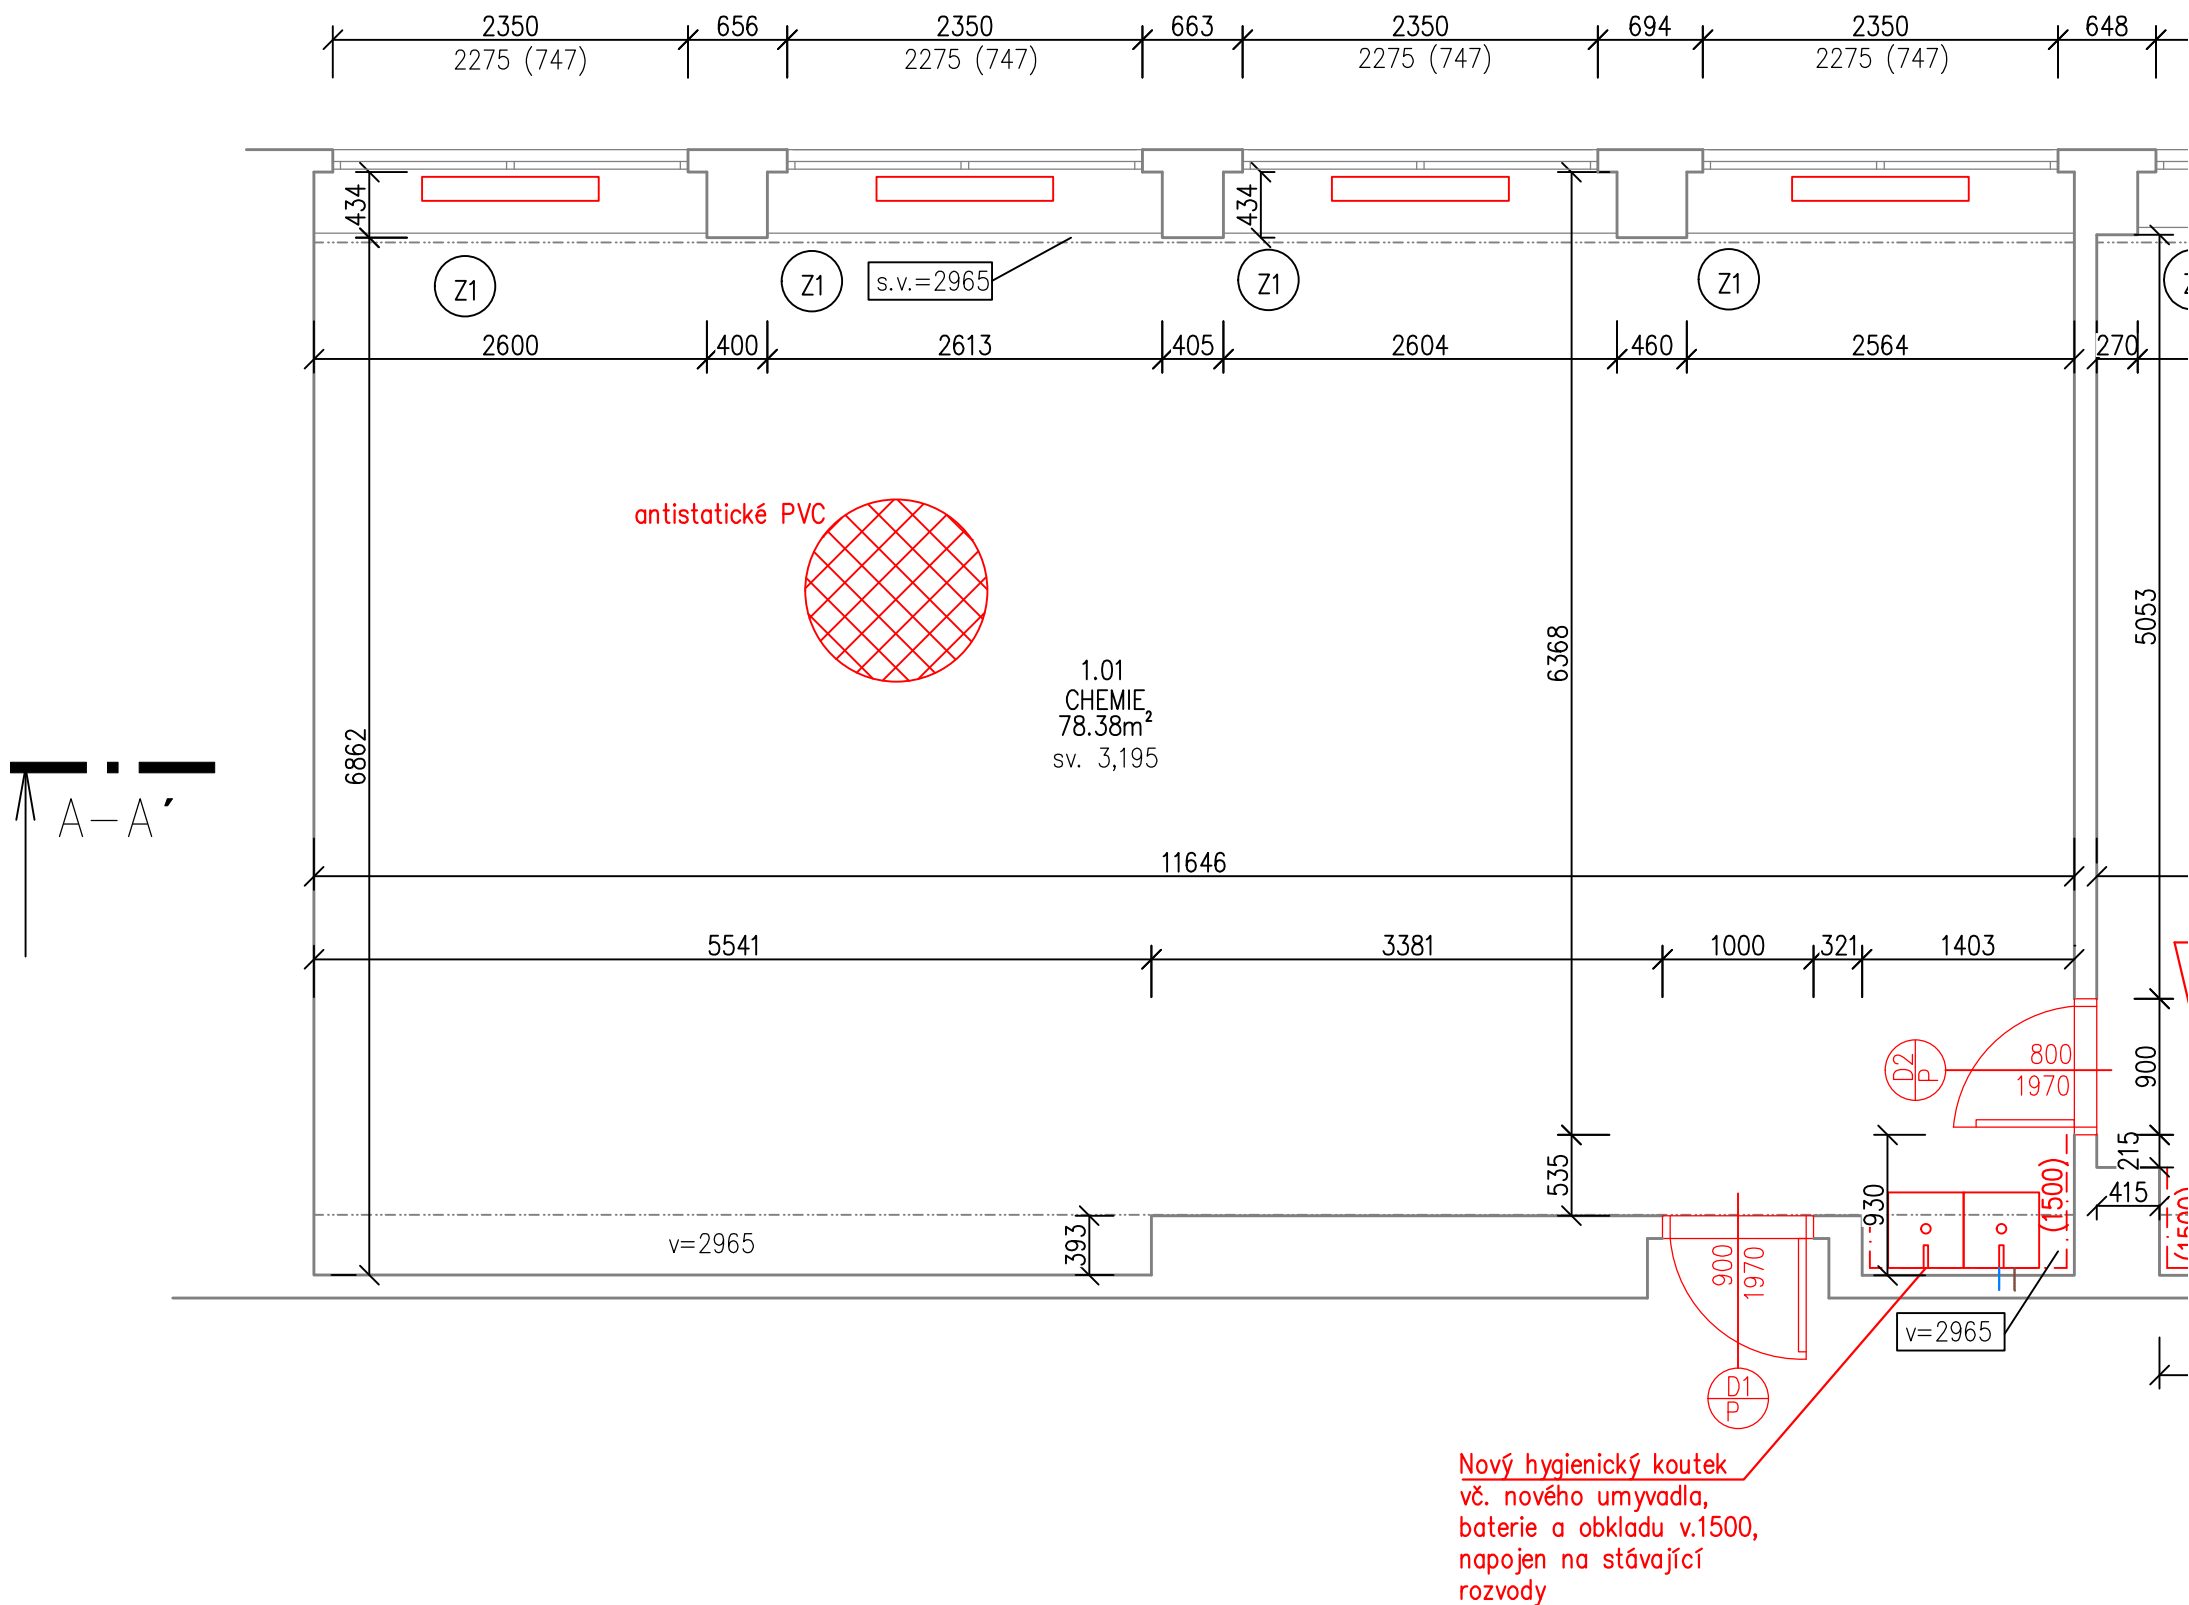 2350 656 2350 663 2350 694 2350 648
2275 (747) 2275 (747) 2275 (747) 2275 (747)
434 434
Z1 Z1 s.v.=2965 Z1 Z1
2600 400 2613 405 2604 460 2564 270
antistatické PVC
5053
6368
1.01
CHEMIE
78.38m²
sv. 3,195
6862
A-A'
11646
5541 3381 1000 321 1403
D2
P
800
1970
900
215
535
930
(1500)
415
(1500)
v=2965
393
900
1970
v=2965
D1
P
Nový hygienický koutek
vč. nového umyvadla,
baterie a obkladu v.1500,
napojen na stávající
rozvody